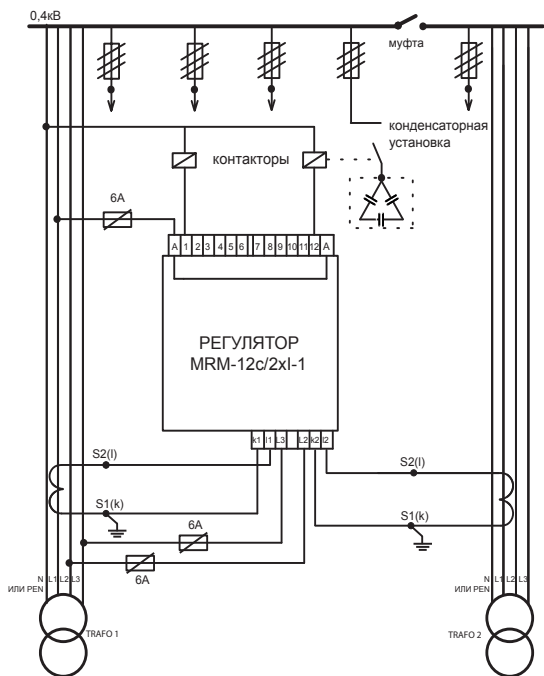 0,4кВ
муфта
конденсаторная
установка
контакторы
6А
А 1 2 3 4 5 6 7 8 9 10 11 12 А
РЕГУЛЯТОР
MRM-12c/2xI-1
k1 l1 L3 L2 k2 l2
S2(l)
S2(l)
S1(k)
S1(k)
6А
6А
N L1 L2 L3
ИЛИ PEN
N L1 L2 L3
ИЛИ PEN
TRAFO 1
TRAFO 2